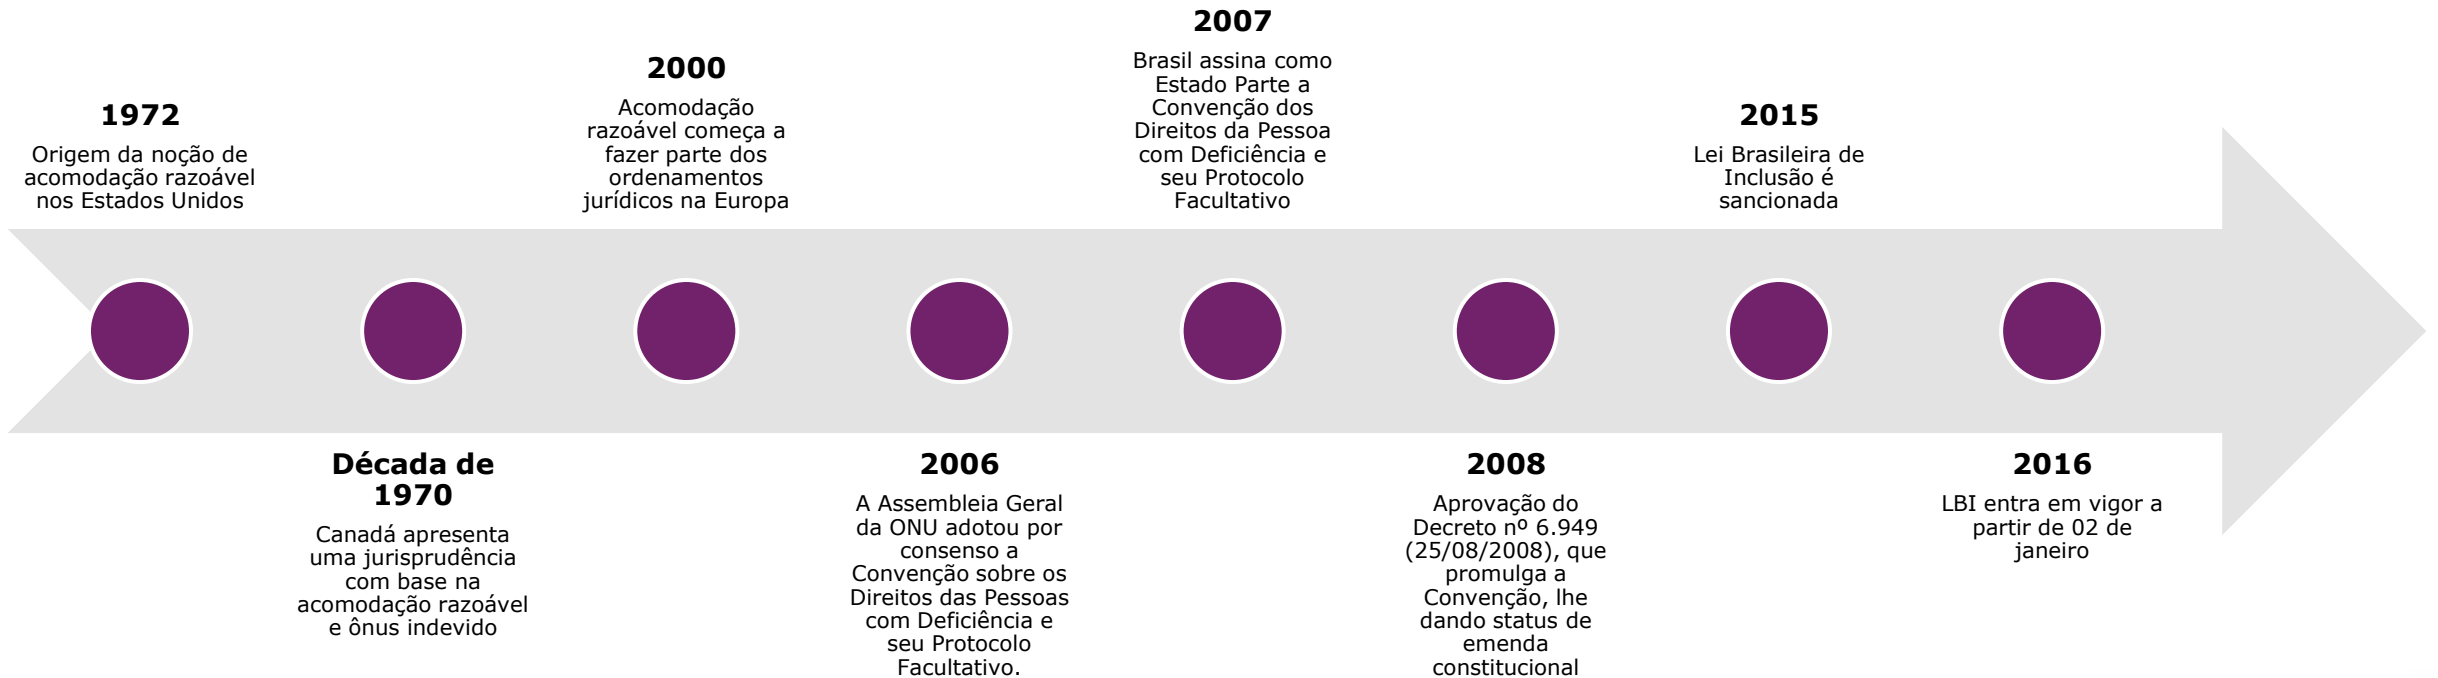 1972
Origem da noção de
acomodação razoável
nos Estados Unidos
Década de
1970
Canadá apresenta
uma jurisprudência
com base na
acomodação razoável
e ônus indevido
2000
Acomodação
razoável começa a
fazer parte dos
ordenamentos
jurídicos na Europa
2006
A Assembleia Geral
da ONU adotou por
consenso a
Convenção sobre os
Direitos das Pessoas
com Deficiência e
seu Protocolo
Facultativo.
2007
Brasil assina como
Estado Parte a
Convenção dos
Direitos da Pessoa
com Deficiência e
seu Protocolo
Facultativo
2008
Aprovação do
Decreto nº 6.949
(25/08/2008), que
promulga a
Convenção, lhe
dando status de
emenda
constitucional
2015
Lei Brasileira de
Inclusão é
sancionada
2016
LBI entra em vigor a
partir de 02 de
janeiro